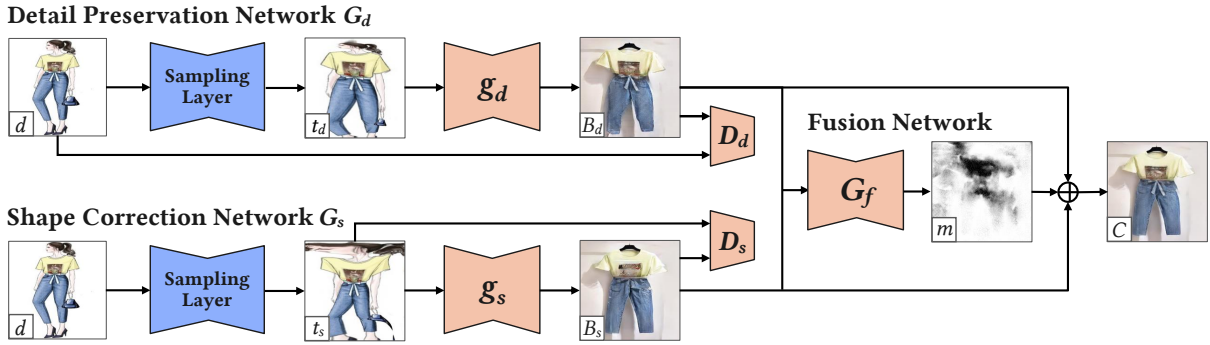 Detail Preservation Network G_d
d
Sampling
Layer
t_d
g_d
B_d
D_d
Fusion Network
G_f
m
C
Shape Correction Network G_s
d
Sampling
Layer
t_s
g_s
B_s
D_s